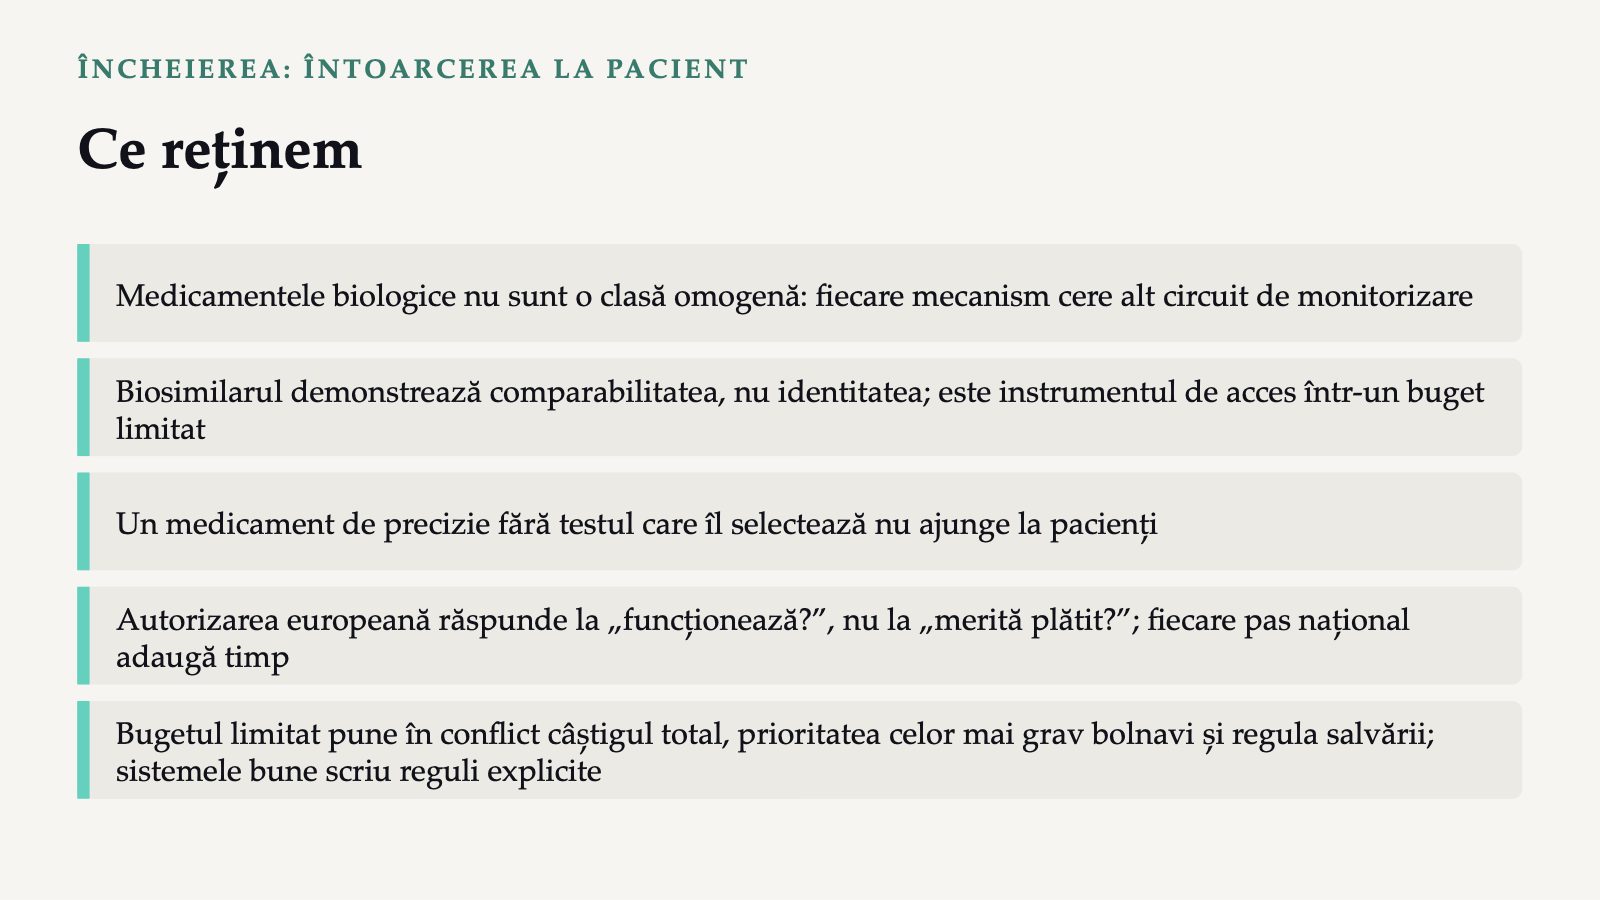 ÎNCHEIEREA: ÎNTOARCEREA LA PACIENT
Ce reținem
Medicamentele biologice nu sunt o clasă omogenă: fiecare mecanism cere alt circuit de monitorizare
Biosimilarul demonstrează comparabilitatea, nu identitatea; este instrumentul de acces într-un buget
limitat
Un medicament de precizie fără testul care îl selectează nu ajunge la pacienți
Autorizarea europeană răspunde la „funcționează?”, nu la „merită plătit?”; fiecare pas național
adaugă timp
Bugetul limitat pune în conflict câștigul total, prioritatea celor mai grav bolnavi și regula salvării;
sistemele bune scriu reguli explicite